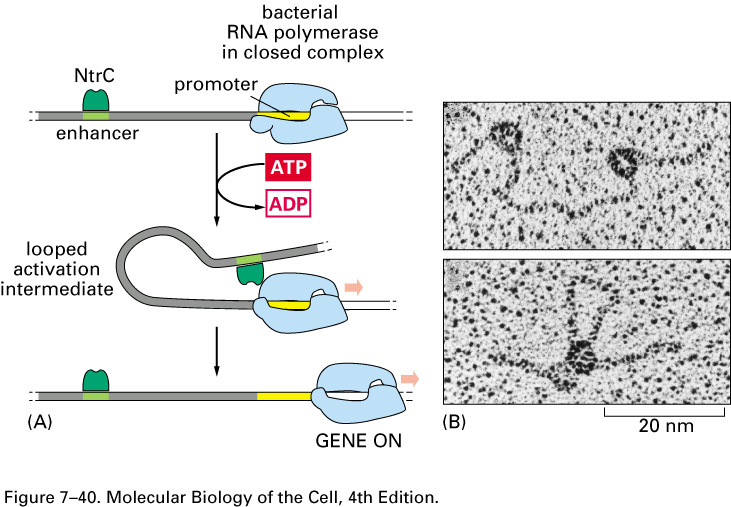 bacterial
RNA polymerase
in closed complex
NtrC
promoter
enhancer
ATP
ADP
looped
activation
intermediate
(A)
GENE ON
(B)
20 nm
Figure 7–40. Molecular Biology of the Cell, 4th Edition.